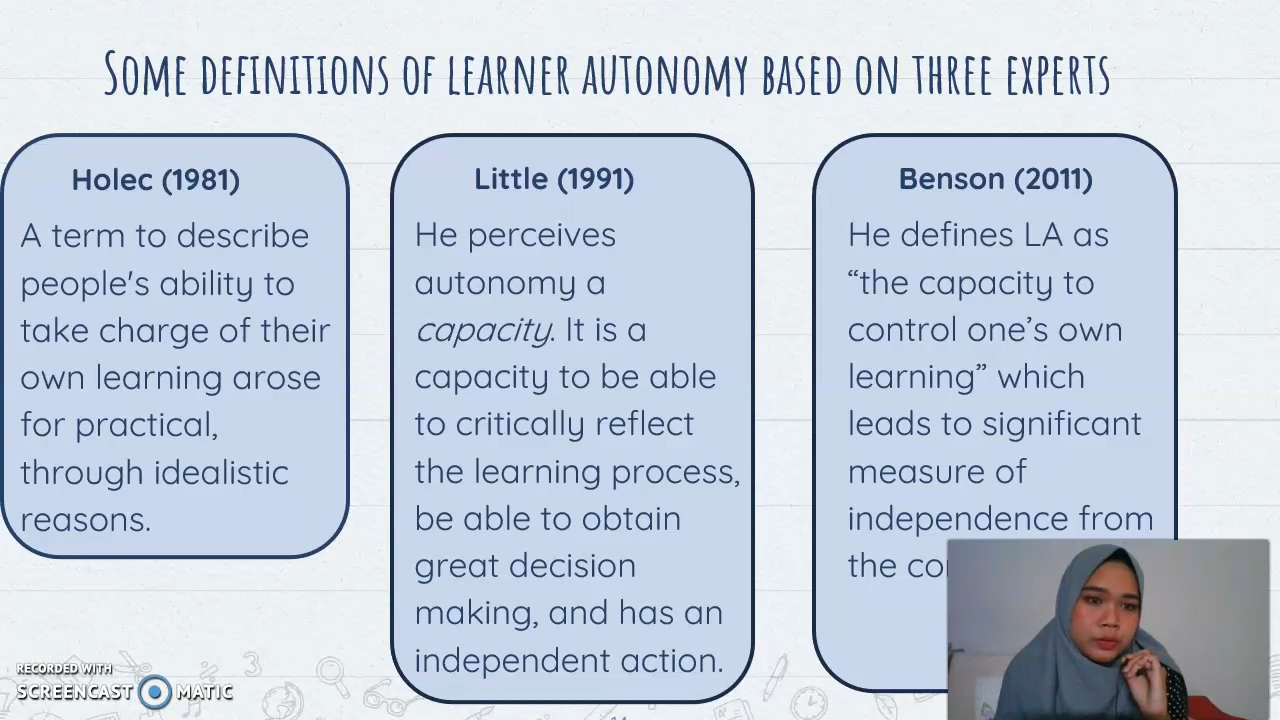 SOME DEFINITIONS OF LEARNER AUTONOMY BASED ON THREE EXPERTS
Holec (1981)
A term to describe
people's ability to
take charge of their
own learning arose
for practical,
through idealistic
reasons.
Little (1991)
He perceives
autonomy a
capacity. It is a
capacity to be able
to critically reflect
the learning process,
be able to obtain
great decision
making, and has an
independent action.
Benson (2011)
He defines LA as
“the capacity to
control one’s own
learning” which
leads to significant
measure of
independence from
the
RECORDED WITH
SCREENCAST MATIC